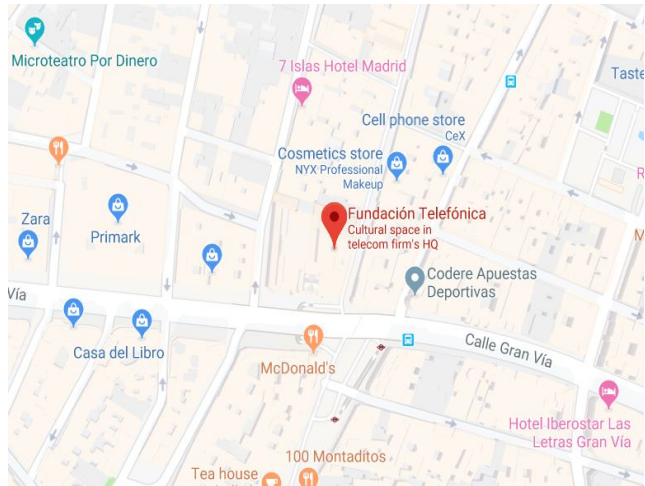 Microteatro Por Dinero
7 Islas Hotel Madrid
Taste
Cell phone store
CeX
Cosmetics store
NYX Professional
Makeup
R
Zara
Primark
Fundación Telefónica
Cultural space in
telecom firm's HQ
M
Codere Apuestas
Deportivas
Vía
Casa del Libro
McDonald's
Calle Gran Vía
Hotel Iberostar Las
Letras Gran Vía
100 Montaditos
Tea house